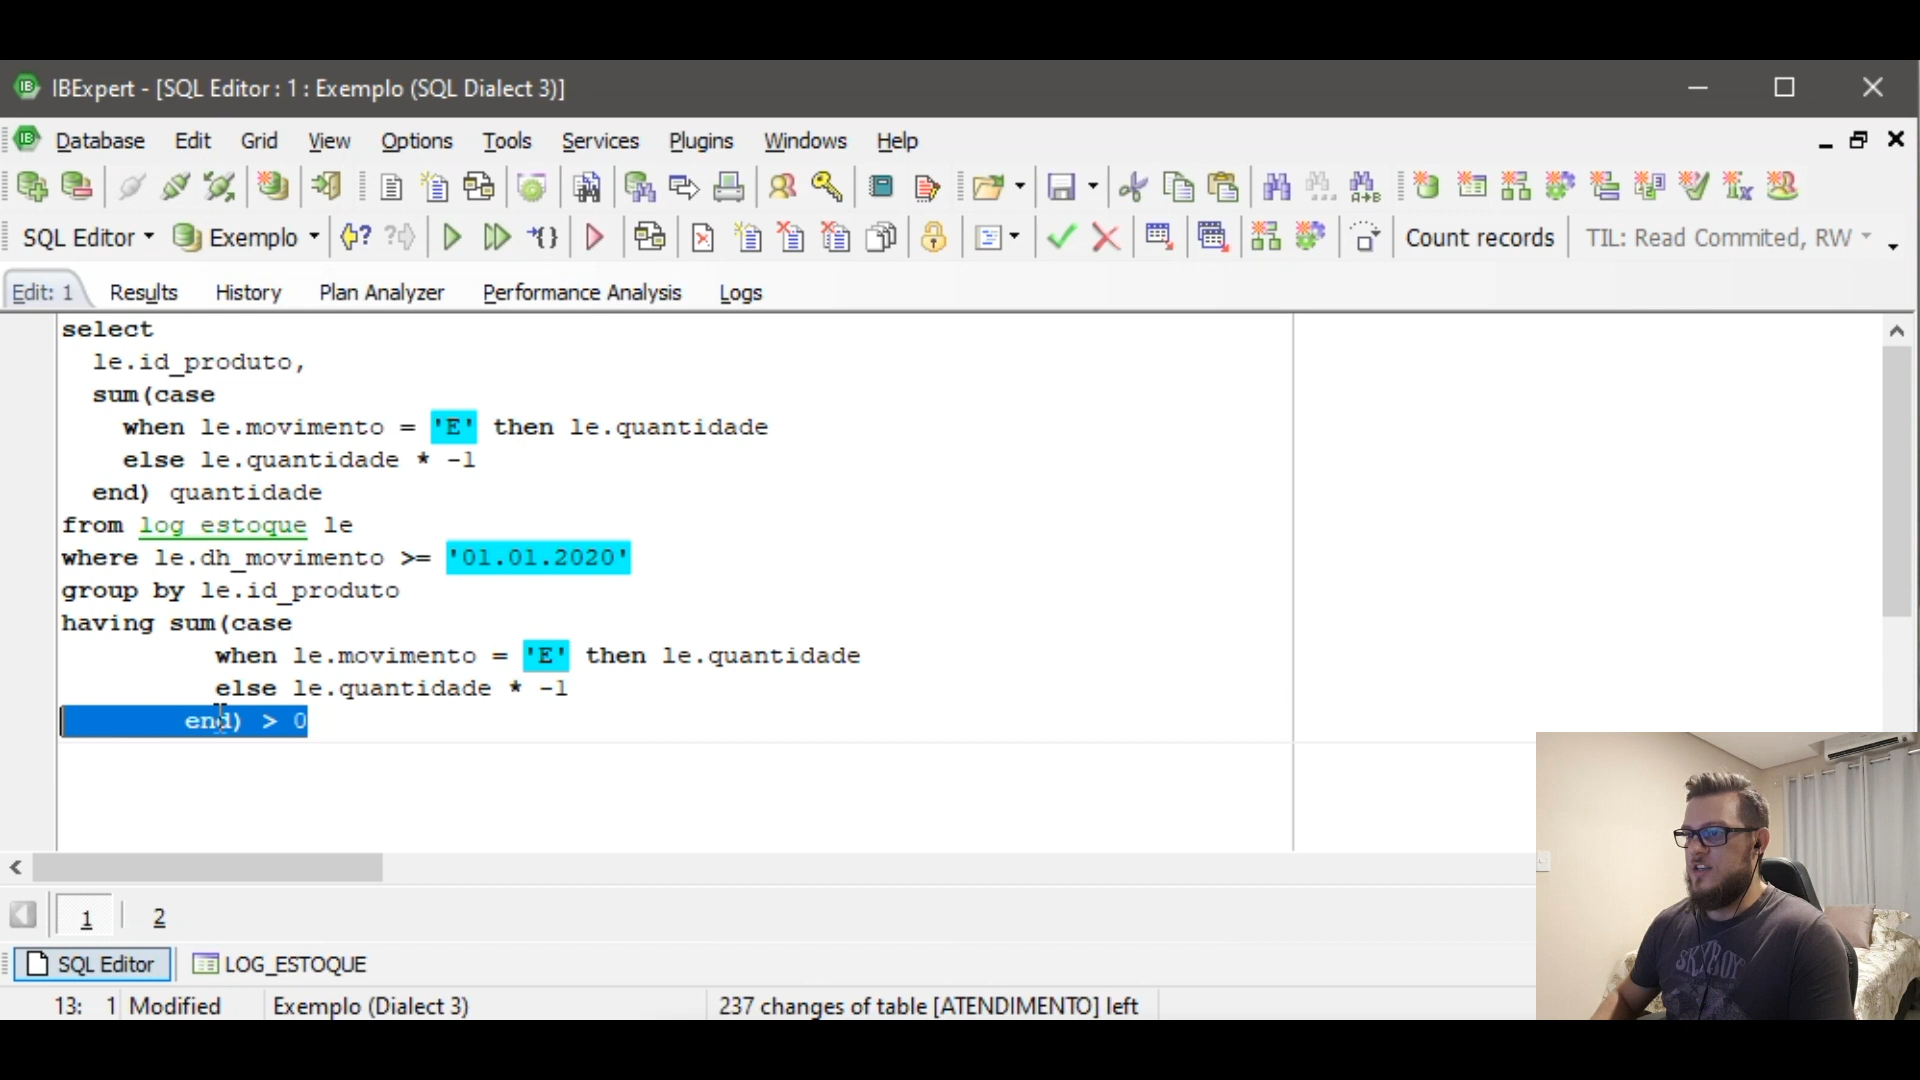 IBExpert - [SQL Editor : 1 : Exemplo (SQL Dialect 3)]
Database Edit Grid View Options Tools Services Plugins Windows Help
SQL Editor Exemplo Count records TIL: Read Commited, RW
Edit: 1 Results History Plan Analyzer Performance Analysis Logs
select
le.id_produto,
sum(case
when le.movimento = 'E' then le.quantidade
else le.quantidade * -1
end) quantidade
from log_estoque le
where le.dh_movimento >= '01.01.2020'
group by le.id_produto
having sum(case
when le.movimento = 'E' then le.quantidade
else le.quantidade * -1
end) > 0
1 2
SQL Editor LOG_ESTOQUE
13: 1 Modified Exemplo (Dialect 3) 237 changes of table [ATENDIMENTO] left
SKYBOY